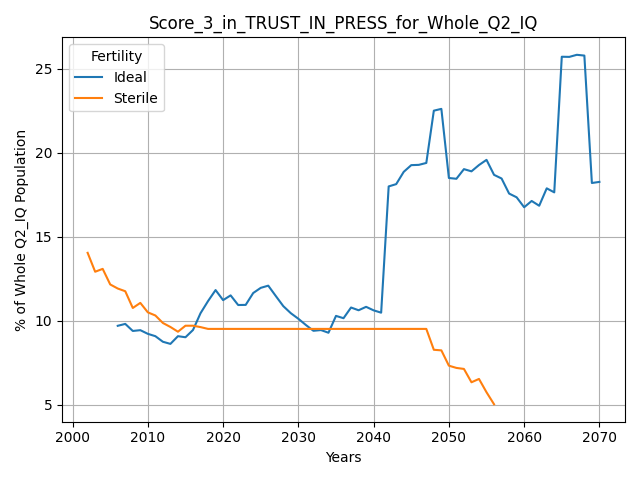 Score_3_in_TRUST_IN_PRESS_for_Whole_Q2_IQ
Fertility
Ideal
Sterile
% of Whole Q2_IQ Population
25
20
15
10
5
2000 2010 2020 2030 2040 2050 2060 2070
Years